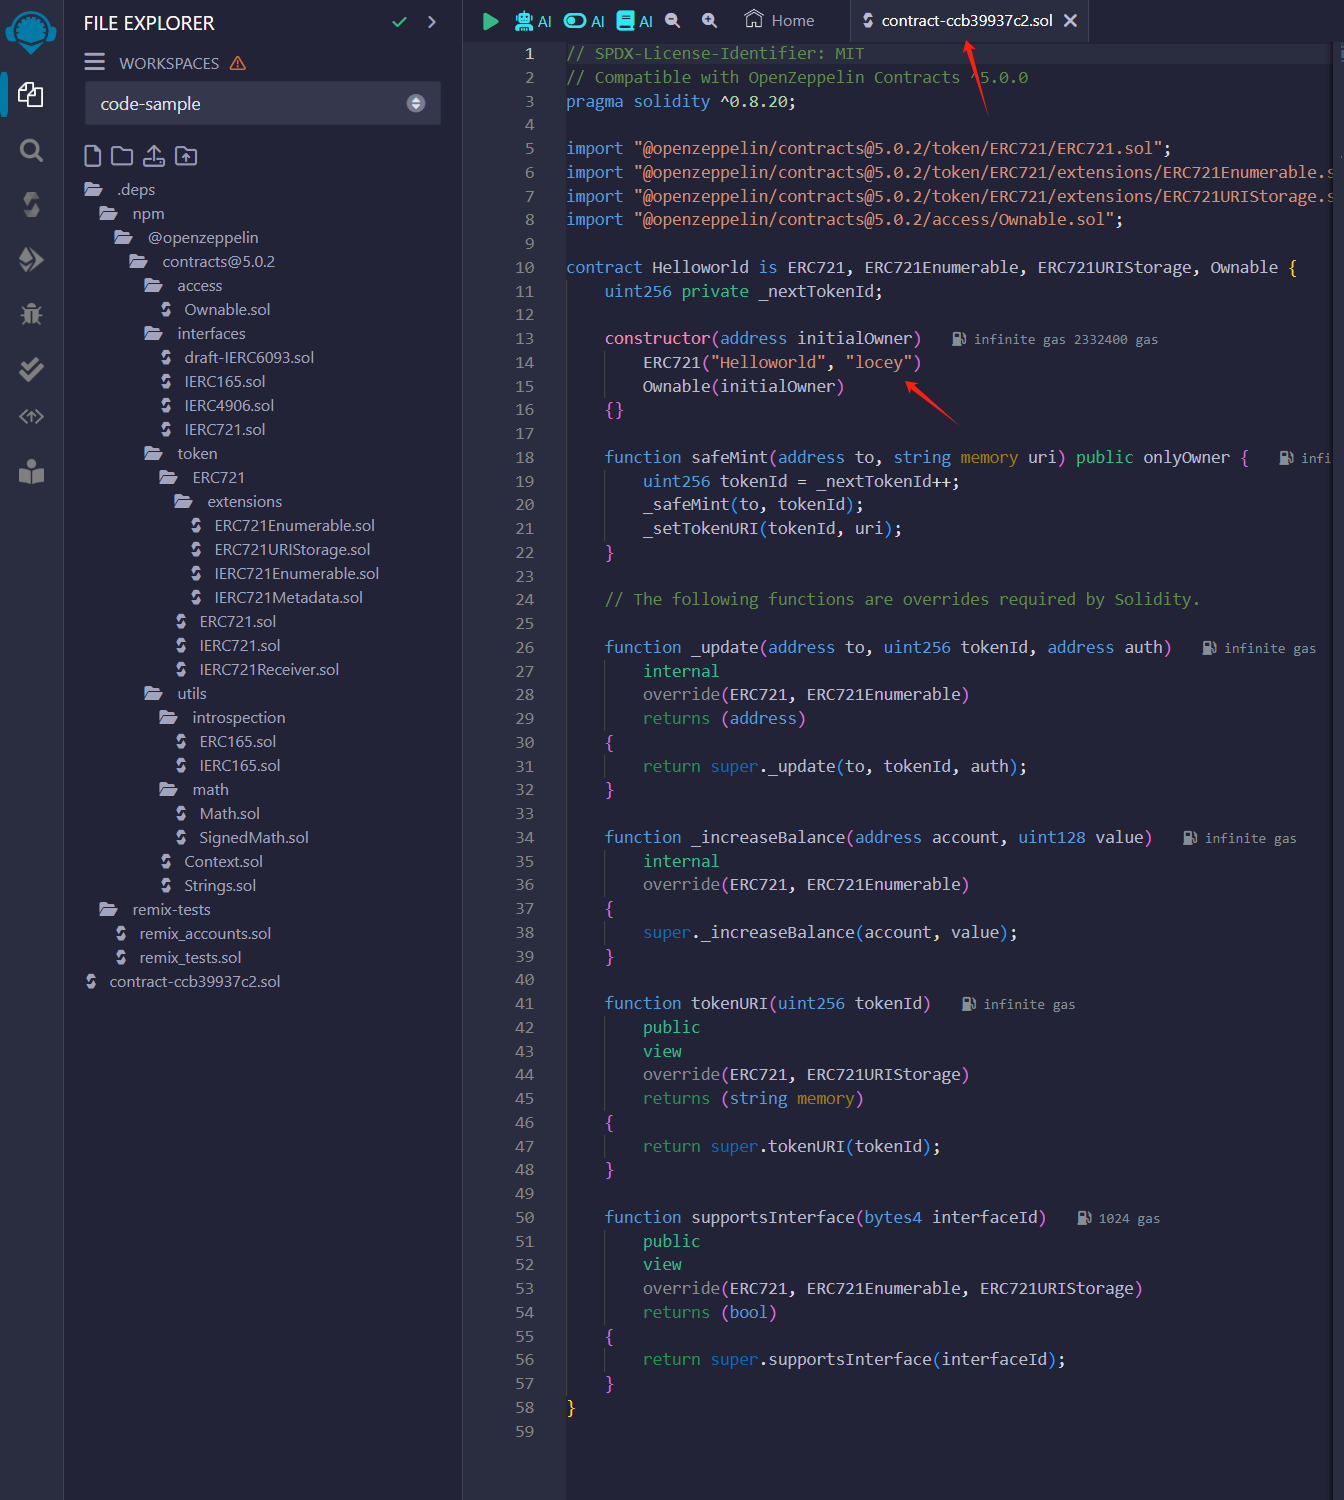 FILE EXPLORER
WORKSPACES
code-sample
.deps
npm
@openzeppelin
contracts@5.0.2
access
Ownable.sol
interfaces
draft-IERC6093.sol
IERC165.sol
IERC4906.sol
IERC721.sol
token
ERC721
extensions
ERC721Enumerable.sol
ERC721URIStorage.sol
IERC721Enumerable.sol
IERC721Metadata.sol
ERC721.sol
IERC721.sol
IERC721Receiver.sol
utils
introspection
ERC165.sol
IERC165.sol
math
Math.sol
SignedMath.sol
Context.sol
Strings.sol
remix-tests
remix_accounts.sol
remix_tests.sol
contract-ccb39937c2.sol
AI AI AI Home contract-ccb39937c2.sol
1 // SPDX-License-Identifier: MIT
2 // Compatible with OpenZeppelin Contracts ^5.0.0
3 pragma solidity ^0.8.20;
4
5 import "@openzeppelin/contracts@5.0.2/token/ERC721/ERC721.sol";
6 import "@openzeppelin/contracts@5.0.2/token/ERC721/extensions/ERC721Enumerable.s
7 import "@openzeppelin/contracts@5.0.2/token/ERC721/extensions/ERC721URIStorage.s
8 import "@openzeppelin/contracts@5.0.2/access/Ownable.sol";
9
10 contract Helloworld is ERC721, ERC721Enumerable, ERC721URIStorage, Ownable {
11 uint256 private _nextTokenId;
12
13 constructor(address initialOwner) infinite gas 2332400 gas
14 ERC721("Helloworld", "locey")
15 Ownable(initialOwner)
16 {}
17
18 function safeMint(address to, string memory uri) public onlyOwner { infi
19 uint256 tokenId = _nextTokenId++;
20 _safeMint(to, tokenId);
21 _setTokenURI(tokenId, uri);
22 }
23
24 // The following functions are overrides required by Solidity.
25
26 function _update(address to, uint256 tokenId, address auth) infinite gas
27 internal
28 override(ERC721, ERC721Enumerable)
29 returns (address)
30 {
31 return super._update(to, tokenId, auth);
32 }
33
34 function _increaseBalance(address account, uint128 value) infinite gas
35 internal
36 override(ERC721, ERC721Enumerable)
37 {
38 super._increaseBalance(account, value);
39 }
40
41 function tokenURI(uint256 tokenId) infinite gas
42 public
43 view
44 override(ERC721, ERC721URIStorage)
45 returns (string memory)
46 {
47 return super.tokenURI(tokenId);
48 }
49
50 function supportsInterface(bytes4 interfaceId) 1024 gas
51 public
52 view
53 override(ERC721, ERC721Enumerable, ERC721URIStorage)
54 returns (bool)
55 {
56 return super.supportsInterface(interfaceId);
57 }
58 }
59